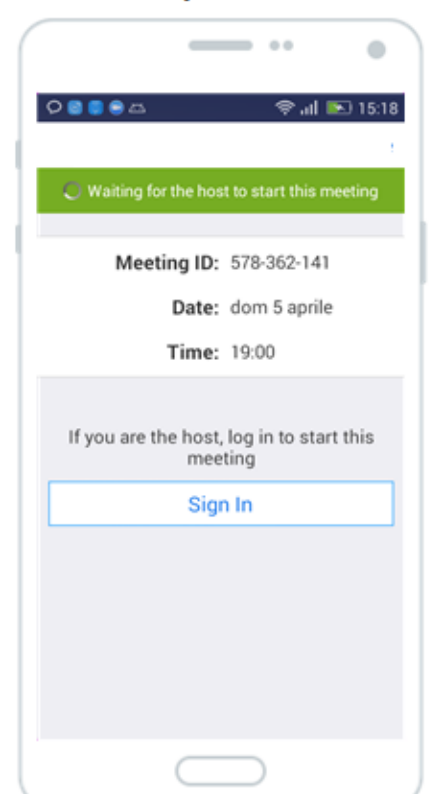 15:18
Waiting for the host to start this meeting
Meeting ID: 578-362-141
Date: dom 5 aprile
Time: 19:00
If you are the host, log in to start this
meeting
Sign In